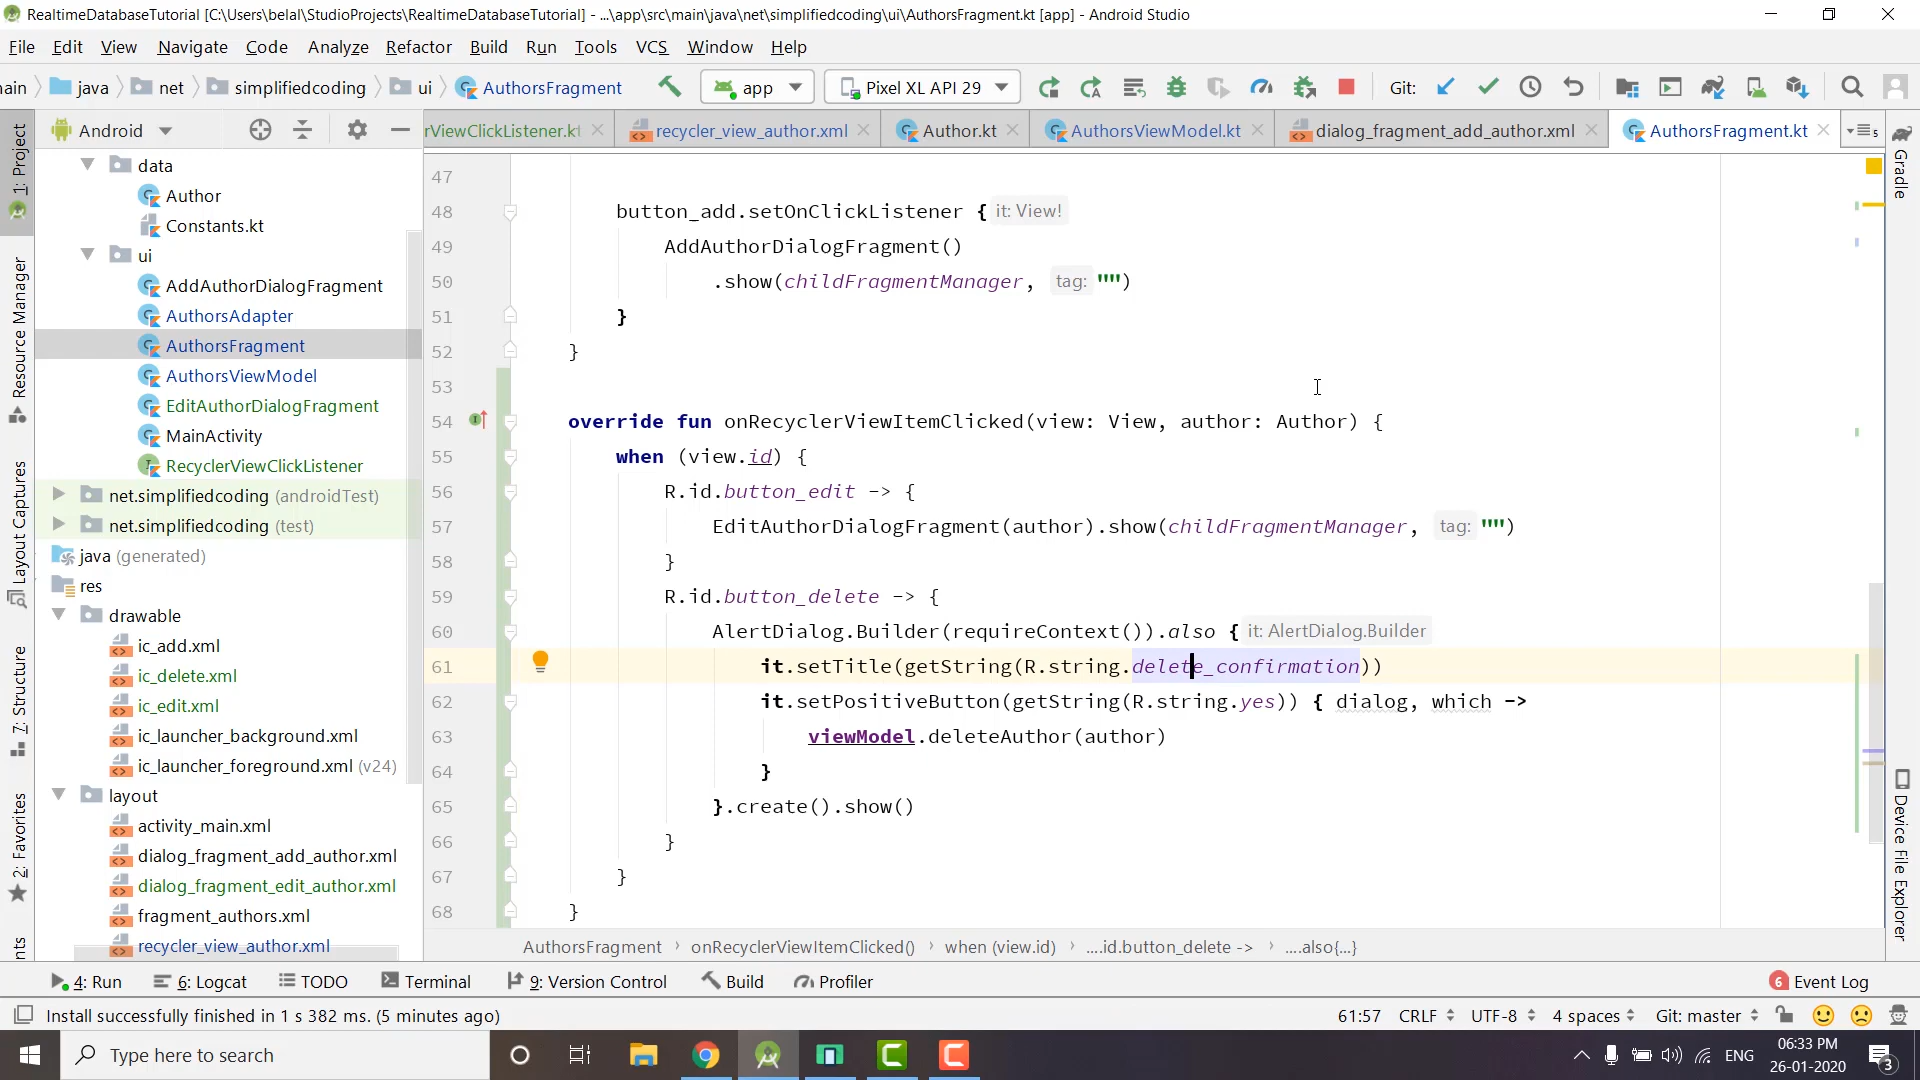 RealtimeDatabaseTutorial [C:\Users\belal\StudioProjects\RealtimeDatabaseTutorial] - ...\app\src\main\java\net\simplifiedcoding\ui\AuthorsFragment.kt [app] - Android Studio
File Edit View Navigate Code Analyze Refactor Build Run Tools VCS Window Help
ain java net simplifiedcoding ui AuthorsFragment app Pixel XL API 29 Git:
1: Project
Resource Manager
Layout Captures
7: Structure
2: Favorites
nts
Android
data
Author
Constants.kt
ui
AddAuthorDialogFragment
AuthorsAdapter
AuthorsFragment
AuthorsViewModel
EditAuthorDialogFragment
MainActivity
RecyclerViewClickListener
net.simplifiedcoding (androidTest)
net.simplifiedcoding (test)
java (generated)
res
drawable
ic_add.xml
ic_delete.xml
ic_edit.xml
ic_launcher_background.xml
ic_launcher_foreground.xml (v24)
layout
activity_main.xml
dialog_fragment_add_author.xml
dialog_fragment_edit_author.xml
fragment_authors.xml
recycler_view_author.xml
rViewClickListener.kt recycler_view_author.xml Author.kt AuthorsViewModel.kt dialog_fragment_add_author.xml AuthorsFragment.kt 5
47
48 button_add.setOnClickListener { it: View!
49 AddAuthorDialogFragment()
50 .show(childFragmentManager, tag: "")
51 }
52 }
53
54 override fun onRecyclerViewItemClicked(view: View, author: Author) {
55 when (view.id) {
56 R.id.button_edit -> {
57 EditAuthorDialogFragment(author).show(childFragmentManager, tag: "")
58 }
59 R.id.button_delete -> {
60 AlertDialog.Builder(requireContext()).also { it: AlertDialog.Builder
61 it.setTitle(getString(R.string.delete_confirmation))
62 it.setPositiveButton(getString(R.string.yes)) { dialog, which ->
63 viewModel.deleteAuthor(author)
64 }
65 }.create().show()
66 }
67 }
68 }
AuthorsFragment › onRecyclerViewItemClicked() › when (view.id) › ....id.button_delete -> › ....also{...}
Gradle
Device File Explorer
4: Run 6: Logcat TODO Terminal 9: Version Control Build Profiler 6 Event Log
Install successfully finished in 1 s 382 ms. (5 minutes ago) 61:57 CRLF UTF-8 4 spaces Git: master
Type here to search ENG 06:33 PM
26-01-2020 3